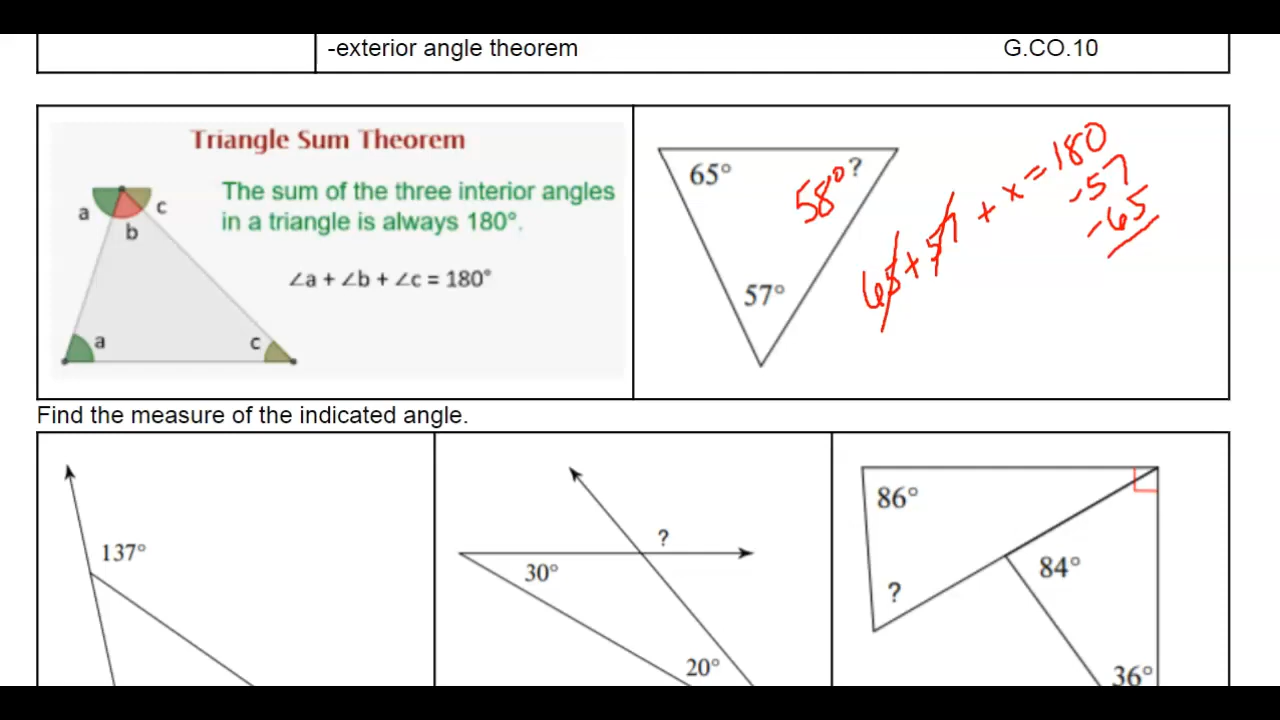 -exterior angle theorem
G.CO.10
Triangle Sum Theorem
The sum of the three interior angles
in a triangle is always 180°.
a
c
b
∠a + ∠b + ∠c = 180°
a
c
65°
58°
?
57°
65 + 57 + x = 180
-57
-65
Find the measure of the indicated angle.
137°
?
30°
20°
86°
?
84°
36°